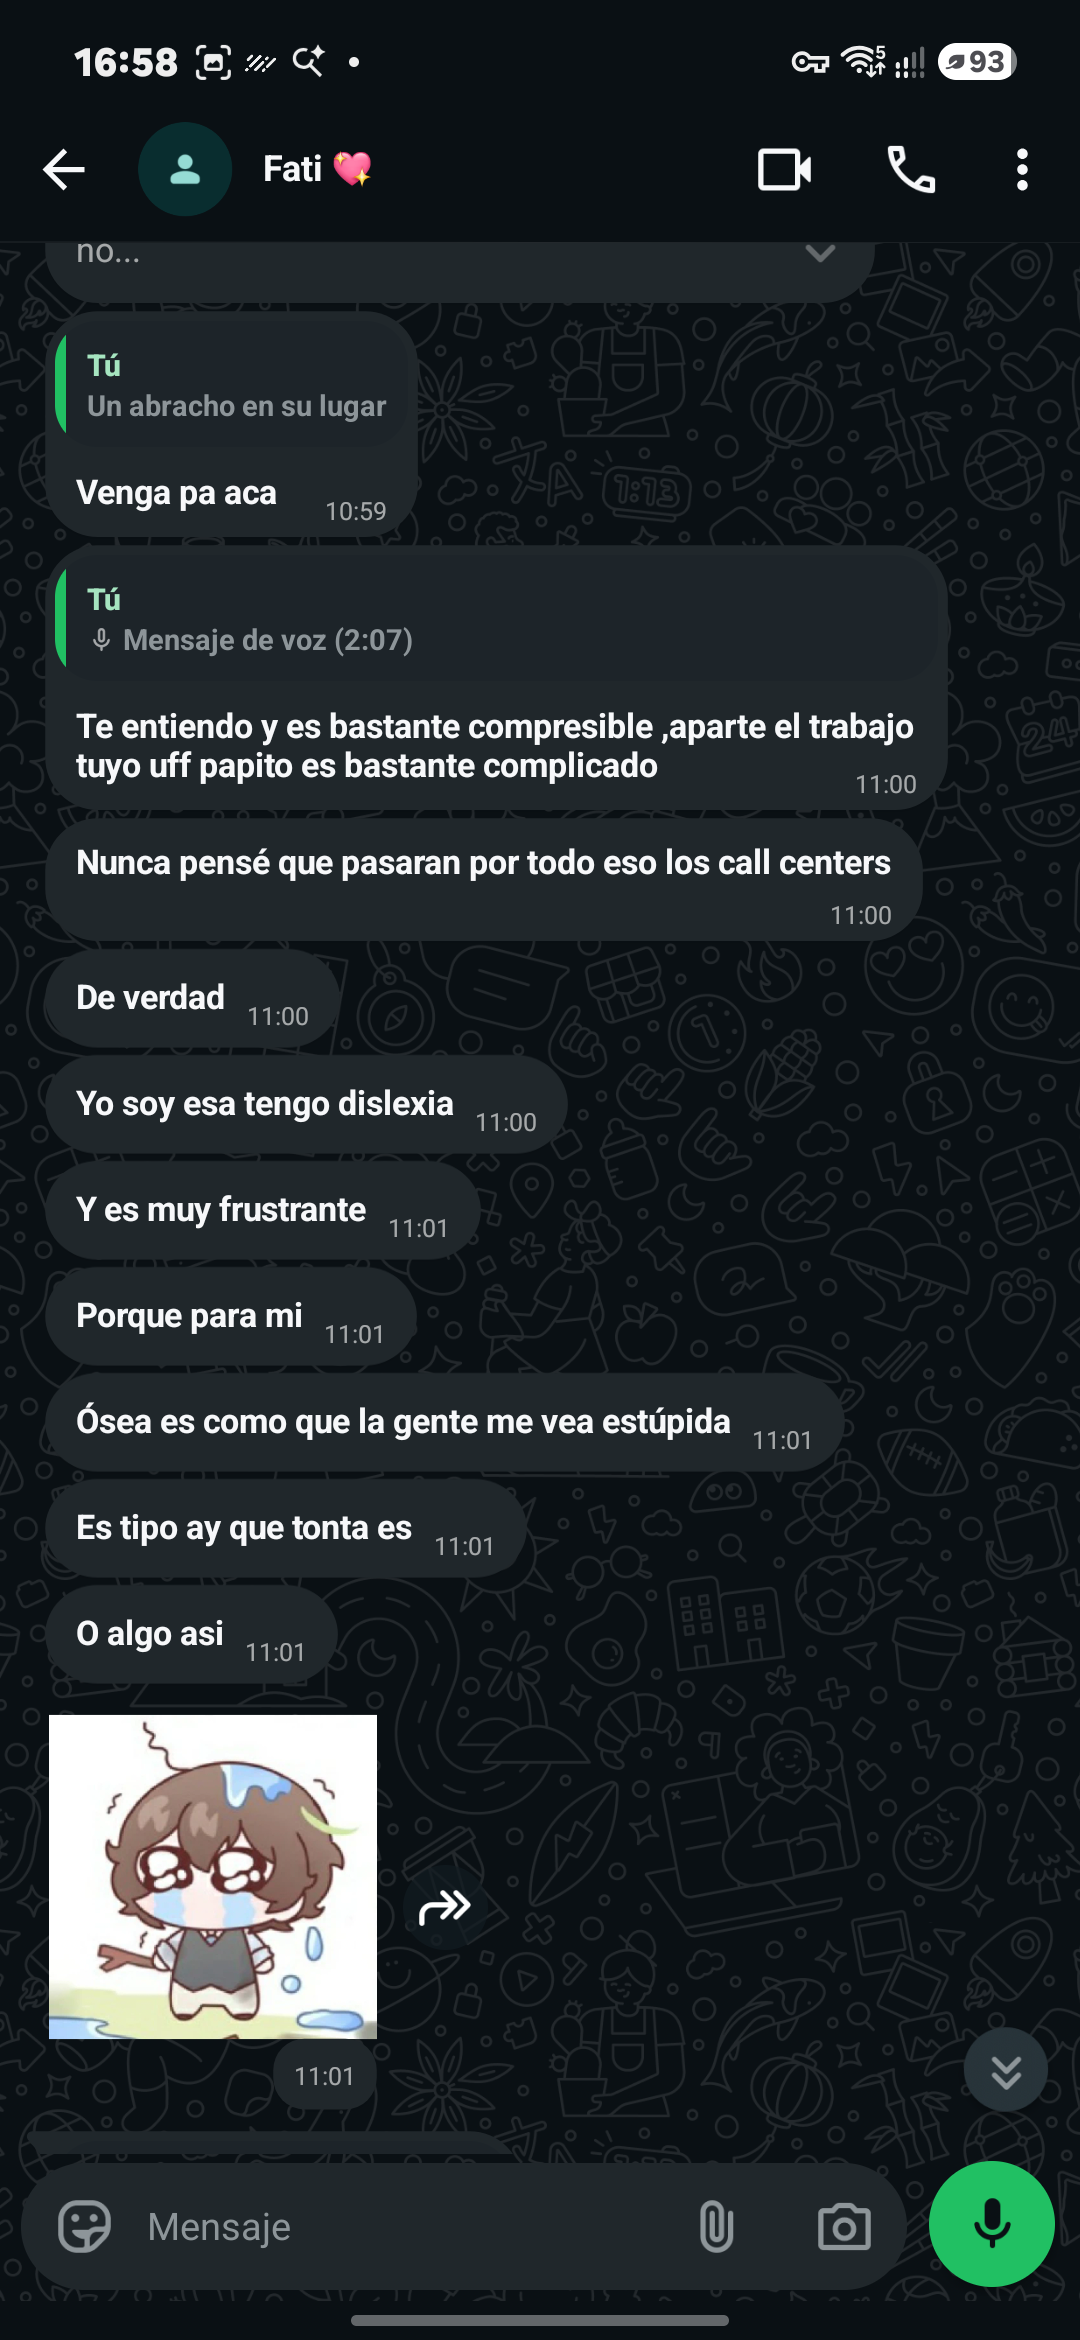 16:58
5
93
Fati 💖
no...
Tú
Un abracho en su lugar
Venga pa aca
10:59
Tú
Mensaje de voz (2:07)
Te entiendo y es bastante compresible ,aparte el trabajo
tuyo uff papito es bastante complicado
11:00
Nunca pensé que pasaran por todo eso los call centers
11:00
De verdad 11:00
Yo soy esa tengo dislexia 11:00
Y es muy frustrante 11:01
Porque para mi 11:01
Ósea es como que la gente me vea estúpida 11:01
Es tipo ay que tonta es 11:01
O algo asi 11:01
11:01
Mensaje